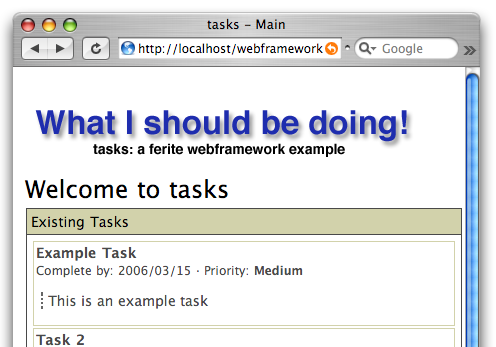 tasks – Main
http://localhost/webframework
Google
What I should be doing!
tasks: a ferite webframework example
Welcome to tasks
Existing Tasks
Example Task
Complete by: 2006/03/15 · Priority: Medium
This is an example task
Task 2